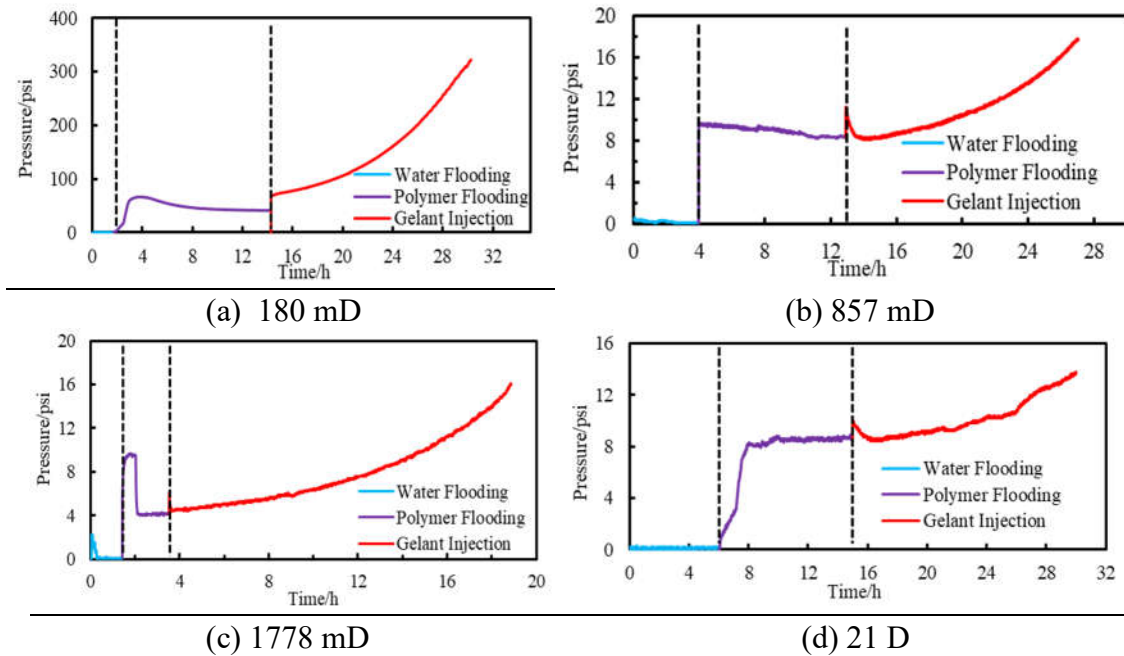 400
300
200
100
0
Pressure/psi
0 4 8 12 16 20 24 28 32
Time/h
Water Flooding
Polymer Flooding
Gelant Injection
(a) 180 mD
20
16
12
8
4
0
Pressure/psi
0 4 8 12 16 20 24 28
Time/h
Water Flooding
Polymer Flooding
Gelant Injection
(b) 857 mD
20
16
12
8
4
0
Pressure/psi
0 4 8 12 16 20
Time/h
Water Flooding
Polymer Flooding
Gelant Injection
(c) 1778 mD
16
12
8
4
0
Pressure/psi
0 4 8 12 16 20 24 28 32
Time/h
Water Flooding
Polymer Flooding
Gelant Injection
(d) 21 D